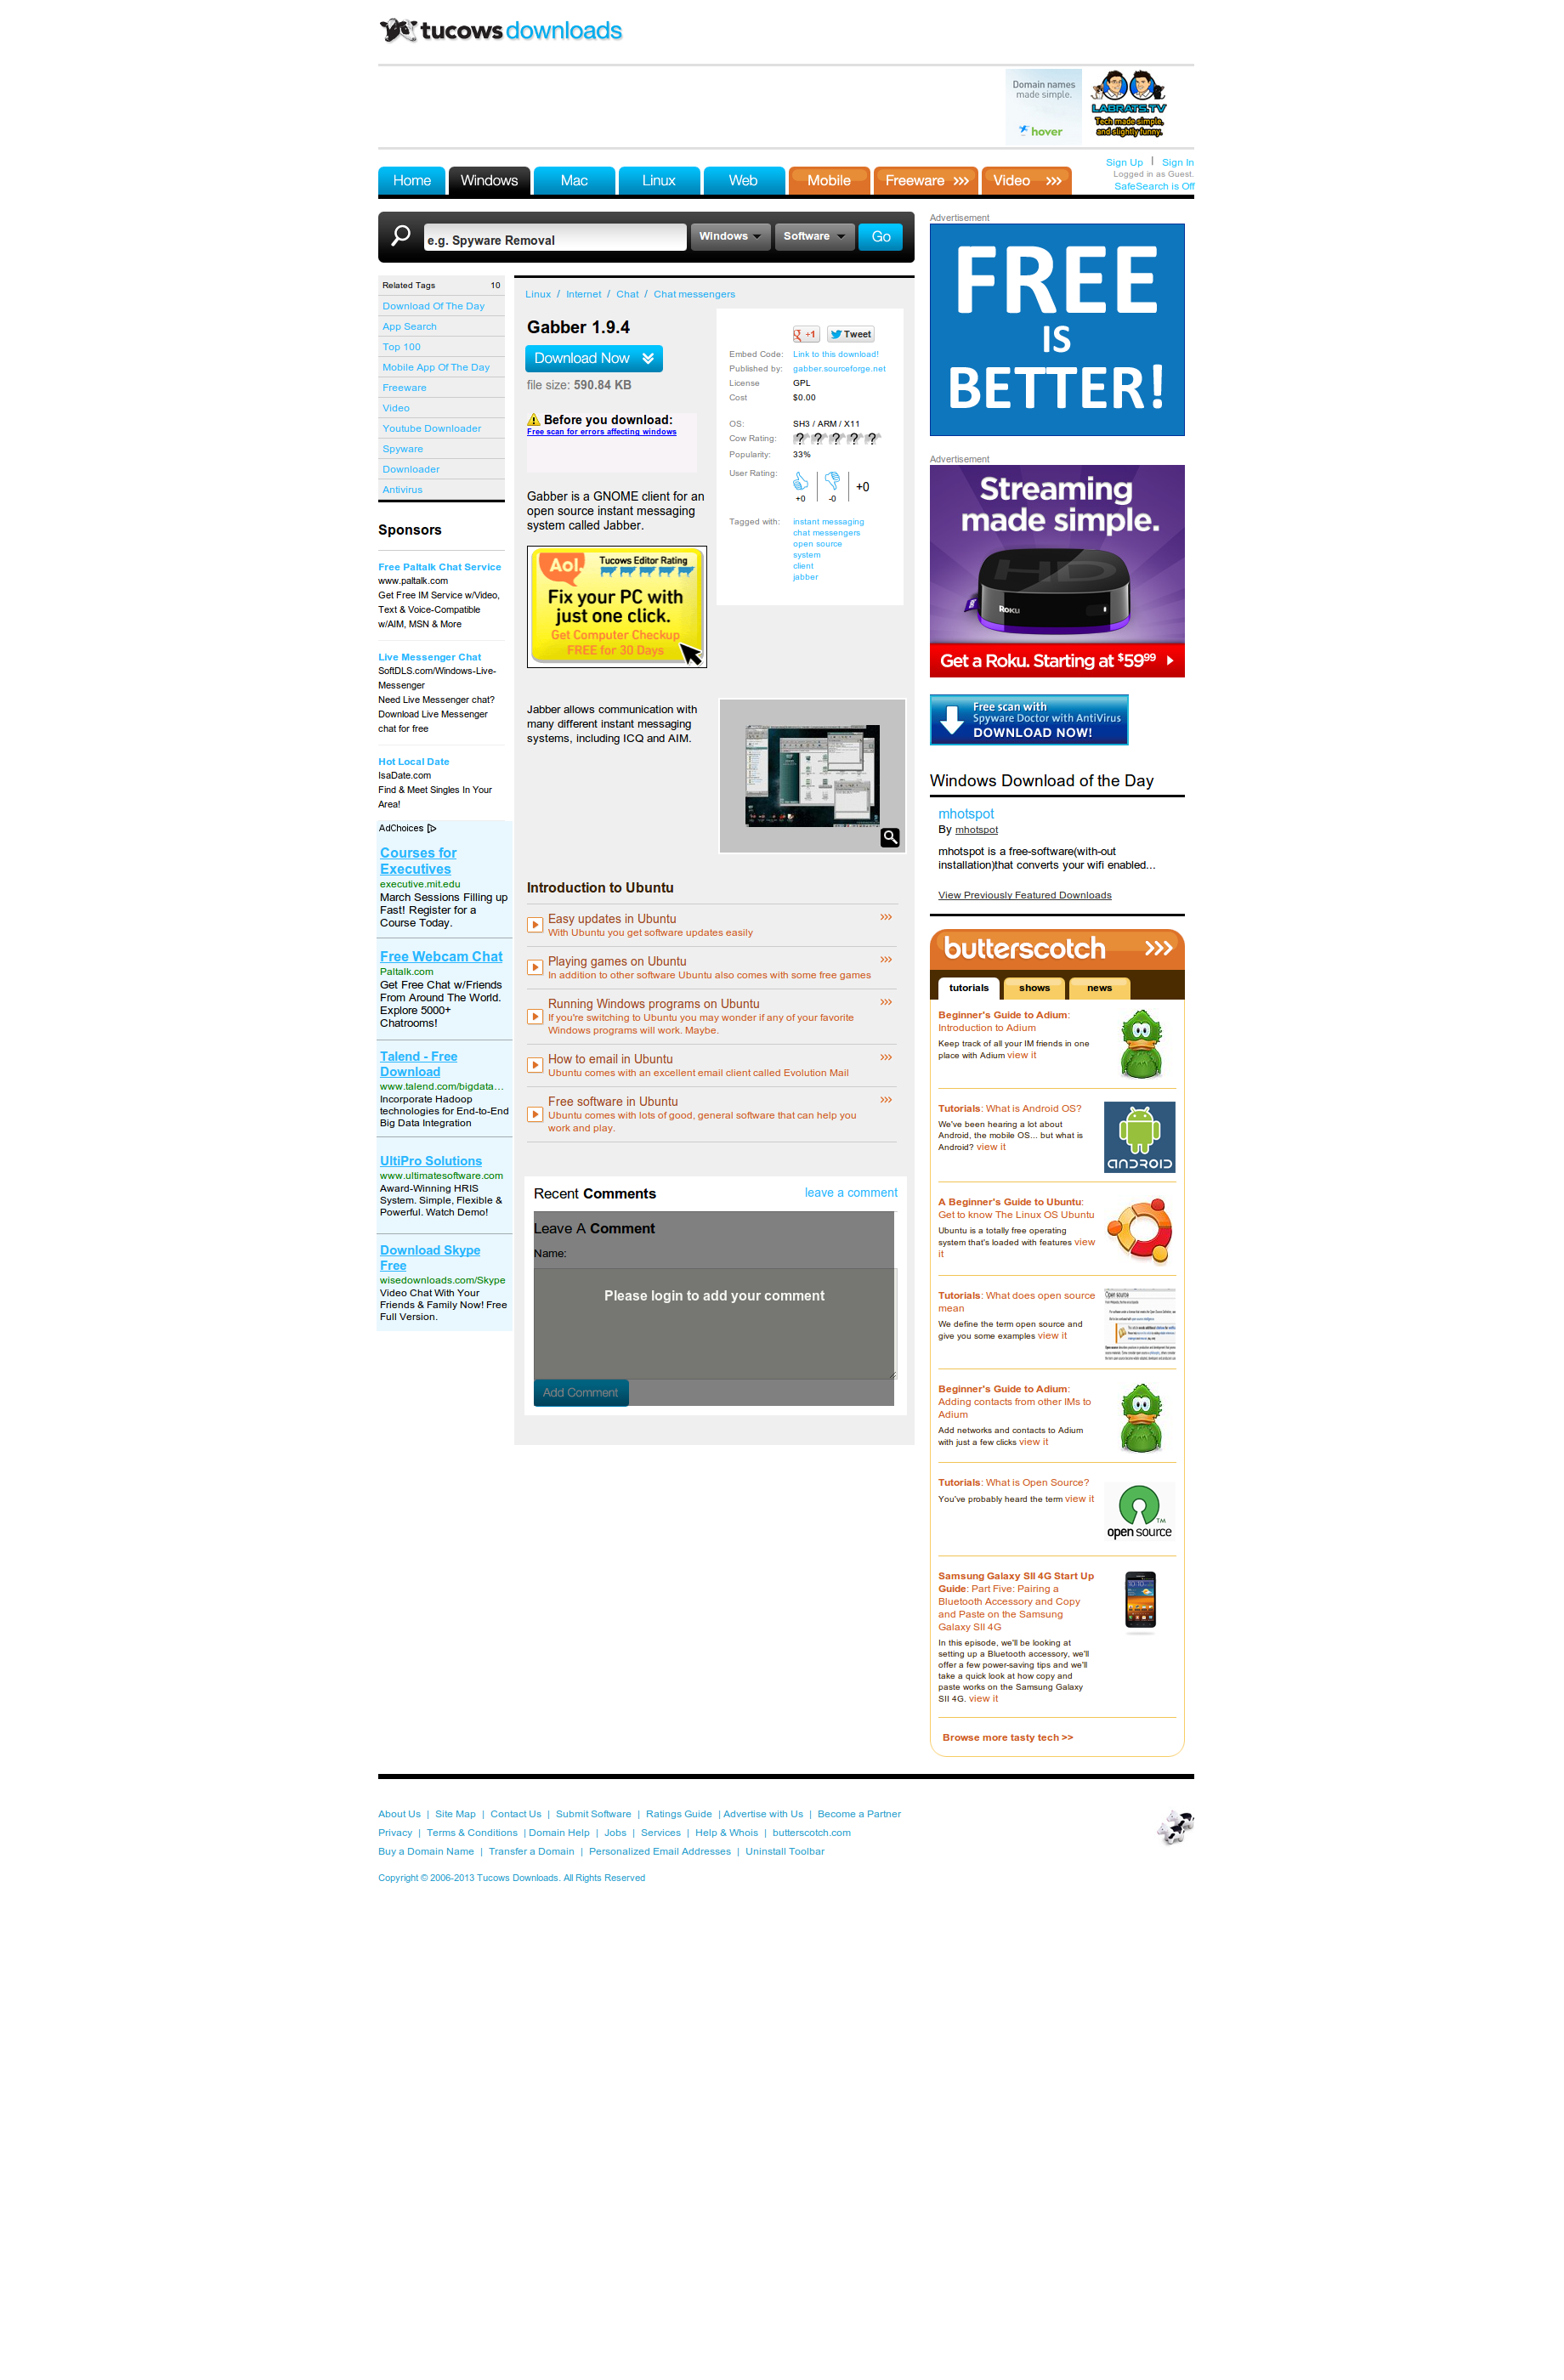 tucows downloads
Domain names
made simple.
hover
LABRATS.TV
Tech made simple,
and slightly funny.
Sign Up | Sign In
Logged in as Guest.
SafeSearch is Off
Home
Windows
Mac
Linux
Web
Mobile
Freeware
Video
e.g. Spyware Removal
Windows
Software
Go
Related Tags 10
Download Of The Day
App Search
Top 100
Mobile App Of The Day
Freeware
Video
Youtube Downloader
Spyware
Downloader
Antivirus
Sponsors
Free Paltalk Chat Service
www.paltalk.com
Get Free IM Service w/Video,
Text & Voice-Compatible
w/AIM, MSN & More
Live Messenger Chat
SoftDLS.com/Windows-Live-
Messenger
Need Live Messenger chat?
Download Live Messenger
chat for free
Hot Local Date
IsaDate.com
Find & Meet Singles In Your
Area!
AdChoices
Courses for
Executives
executive.mit.edu
March Sessions Filling up
Fast! Register for a
Course Today.
Free Webcam Chat
Paltalk.com
Get Free Chat w/Friends
From Around The World.
Explore 5000+
Chatrooms!
Talend - Free
Download
www.talend.com/bigdata…
Incorporate Hadoop
technologies for End-to-End
Big Data Integration
UltiPro Solutions
www.ultimatesoftware.com
Award-Winning HRIS
System. Simple, Flexible &
Powerful. Watch Demo!
Download Skype
Free
wisedownloads.com/Skype
Video Chat With Your
Friends & Family Now! Free
Full Version.
Linux / Internet / Chat / Chat messengers
Gabber 1.9.4
Download Now
file size: 590.84 KB
Before you download:
Free scan for errors affecting windows
Gabber is a GNOME client for an
open source instant messaging
system called Jabber.
Aol.
Tucows Editor Rating
Fix your PC with
just one click.
Get Computer Checkup
FREE for 30 Days
g +1
Tweet
Embed Code: Link to this download!
Published by: gabber.sourceforge.net
License GPL
Cost $0.00
OS: SH3 / ARM / X11
Cow Rating: ? ? ? ? ?
Popularity: 33%
User Rating: +0 -0 +0
Tagged with: instant messaging
chat messengers
open source
system
client
jabber
Jabber allows communication with
many different instant messaging
systems, including ICQ and AIM.
Introduction to Ubuntu
Easy updates in Ubuntu
With Ubuntu you get software updates easily
Playing games on Ubuntu
In addition to other software Ubuntu also comes with some free games
Running Windows programs on Ubuntu
If you're switching to Ubuntu you may wonder if any of your favorite
Windows programs will work. Maybe.
How to email in Ubuntu
Ubuntu comes with an excellent email client called Evolution Mail
Free software in Ubuntu
Ubuntu comes with lots of good, general software that can help you
work and play.
Recent Comments
leave a comment
Leave A Comment
Name:
Please login to add your comment
Add Comment
Advertisement
FREE
IS
BETTER!
Advertisement
Streaming
made simple.
HD
ROKU
Get a Roku. Starting at $59.99
Free scan with
Spyware Doctor with AntiVirus
DOWNLOAD NOW!
Windows Download of the Day
mhotspot
By mhotspot
mhotspot is a free-software(with-out
installation)that converts your wifi enabled...
View Previously Featured Downloads
butterscotch
tutorials
shows
news
Beginner's Guide to Adium:
Introduction to Adium
Keep track of all your IM friends in one
place with Adium view it
Tutorials: What is Android OS?
We've been hearing a lot about
Android, the mobile OS... but what is
Android? view it
ANDROID
A Beginner's Guide to Ubuntu:
Get to know The Linux OS Ubuntu
Ubuntu is a totally free operating
system that's loaded with features view
it
Tutorials: What does open source
mean
We define the term open source and
give you some examples view it
Open source
Beginner's Guide to Adium:
Adding contacts from other IMs to
Adium
Add networks and contacts to Adium
with just a few clicks view it
Tutorials: What is Open Source?
You've probably heard the term view it
TM
open source
Samsung Galaxy SII 4G Start Up
Guide: Part Five: Pairing a
Bluetooth Accessory and Copy
and Paste on the Samsung
Galaxy SII 4G
In this episode, we'll be looking at
setting up a Bluetooth accessory, we'll
offer a few power-saving tips and we'll
take a quick look at how copy and
paste works on the Samsung Galaxy
SII 4G. view it
Browse more tasty tech >>
About Us | Site Map | Contact Us | Submit Software | Ratings Guide | Advertise with Us | Become a Partner
Privacy | Terms & Conditions | Domain Help | Jobs | Services | Help & Whois | butterscotch.com
Buy a Domain Name | Transfer a Domain | Personalized Email Addresses | Uninstall Toolbar
Copyright © 2006-2013 Tucows Downloads. All Rights Reserved